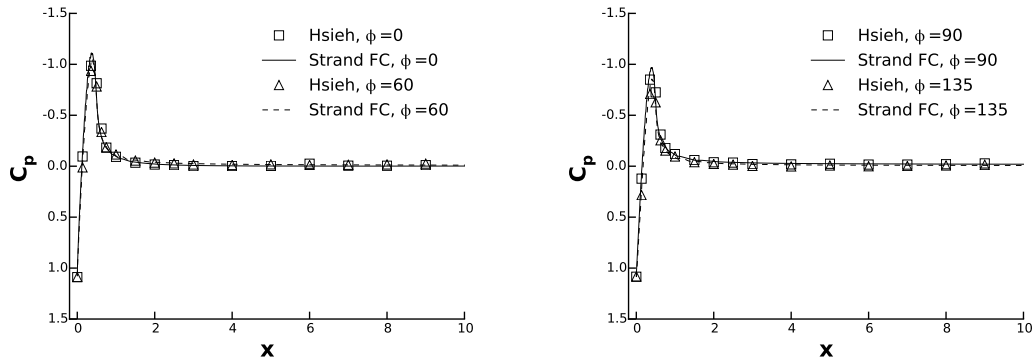 -1.5
-1.0
-0.5
0.0
0.5
1.0
1.5
Cp
0 2 4 6 8 10
x
Hsieh, ϕ=0
Strand FC, ϕ=0
Hsieh, ϕ=60
Strand FC, ϕ=60
-1.5
-1.0
-0.5
0.0
0.5
1.0
1.5
Cp
0 2 4 6 8 10
x
Hsieh, ϕ=90
Strand FC, ϕ=90
Hsieh, ϕ=135
Strand FC, ϕ=135